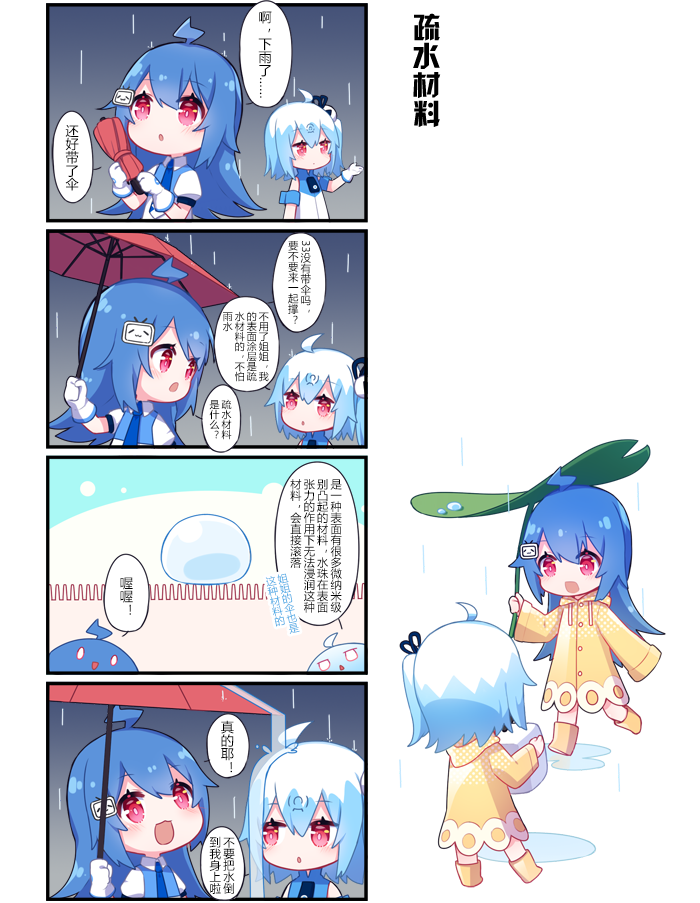 疏水材料
啊，下雨了……
还好带了伞
33没有带伞吗，
要不要来一起撑？
不用了姐姐，我
的表面涂层是疏
水材料的，不怕
雨水
疏水材料
是什么？
是一种表面有很多微纳米级
别凸起的材料，水珠在表面
张力的作用下无法浸润这种
材料，会直接滚落
姐姐的伞也是
这种材料的
喔喔！
真的耶！
不要把水倒
到我身上啦